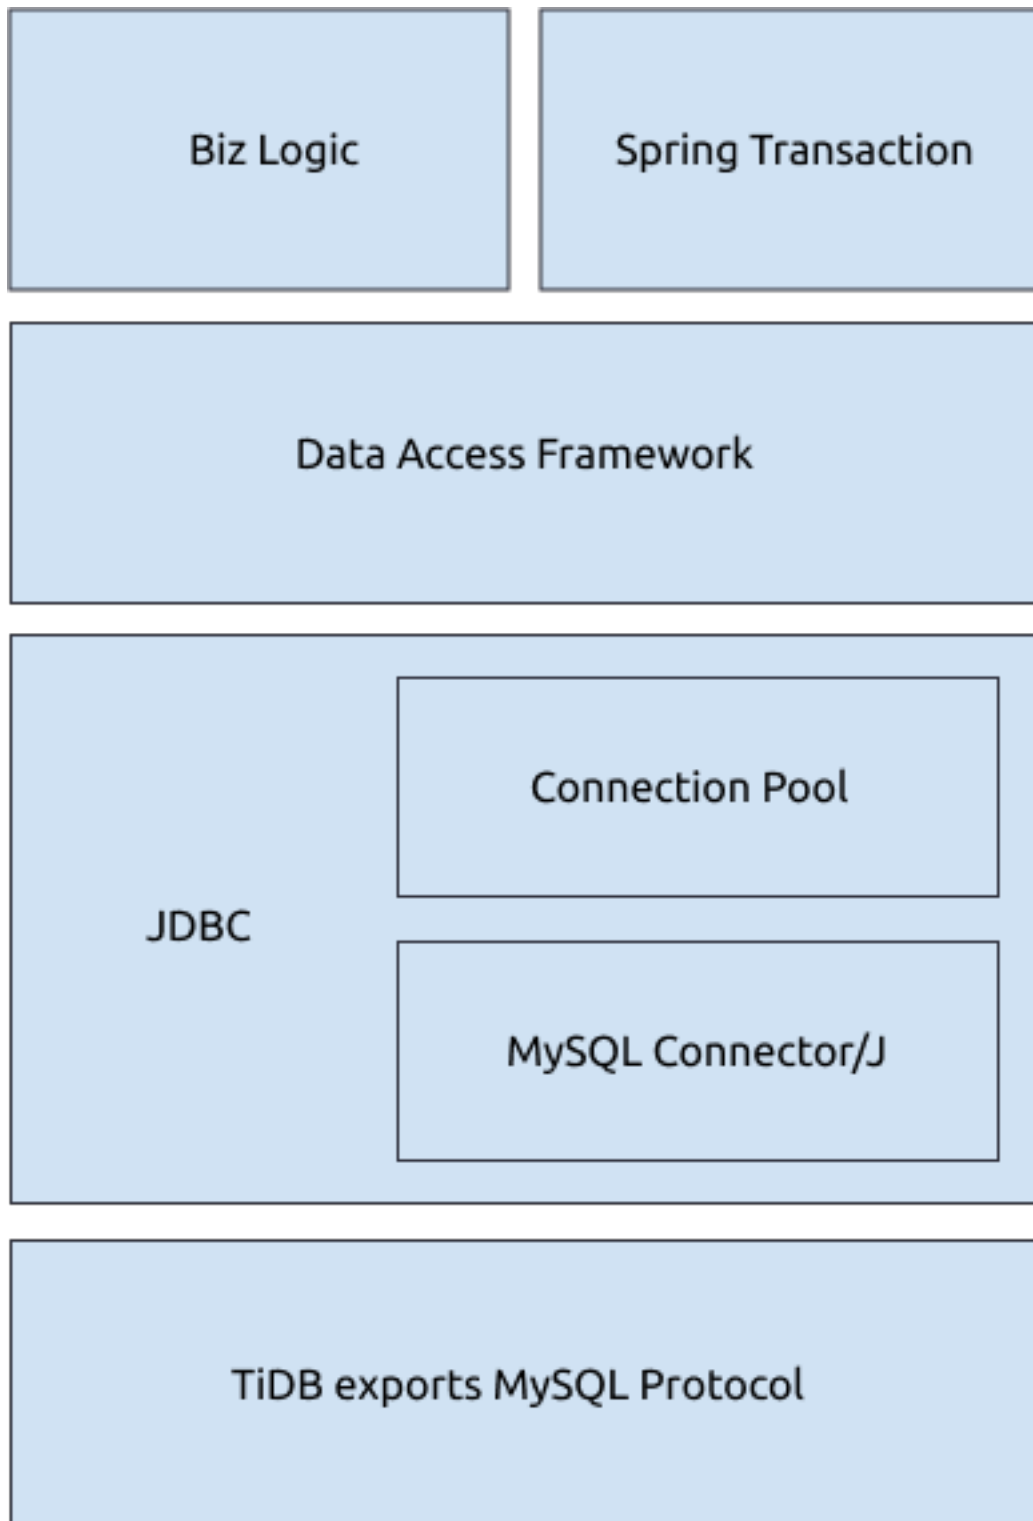 Biz Logic
Spring Transaction
Data Access Framework
Connection Pool
JDBC
MySQL Connector/J
TiDB exports MySQL Protocol